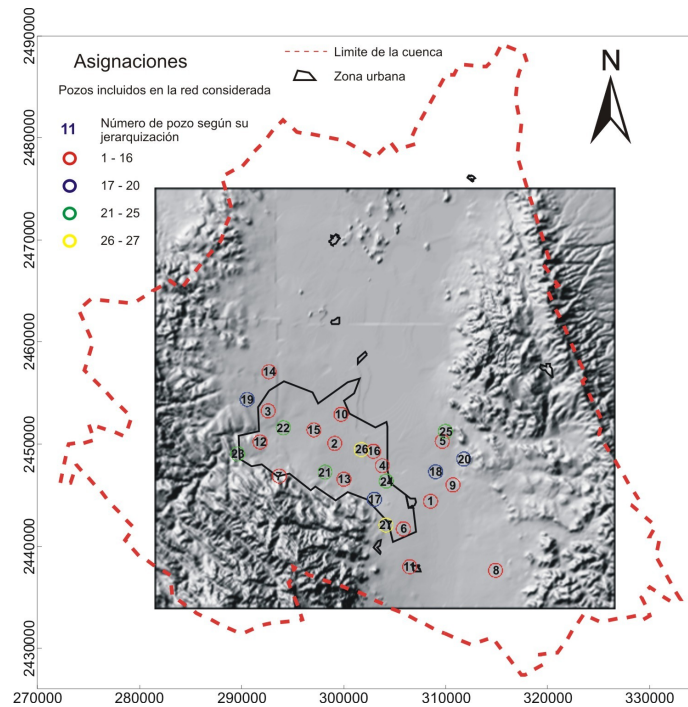 Asignaciones
Pozos incluidos en la red considerada
11 Número de pozo según su
jerarquización
1 - 16
17 - 20
21 - 25
26 - 27
Limite de la cuenca
Zona urbana
N
2490000
2480000
2470000
2460000
2450000
2440000
2430000
14
19
3
10
22
15
25
12
2
5
26
16
23
4
20
21
18
7
13
24
9
17
1
27
6
11
8
270000 280000 290000 300000 310000 320000 330000